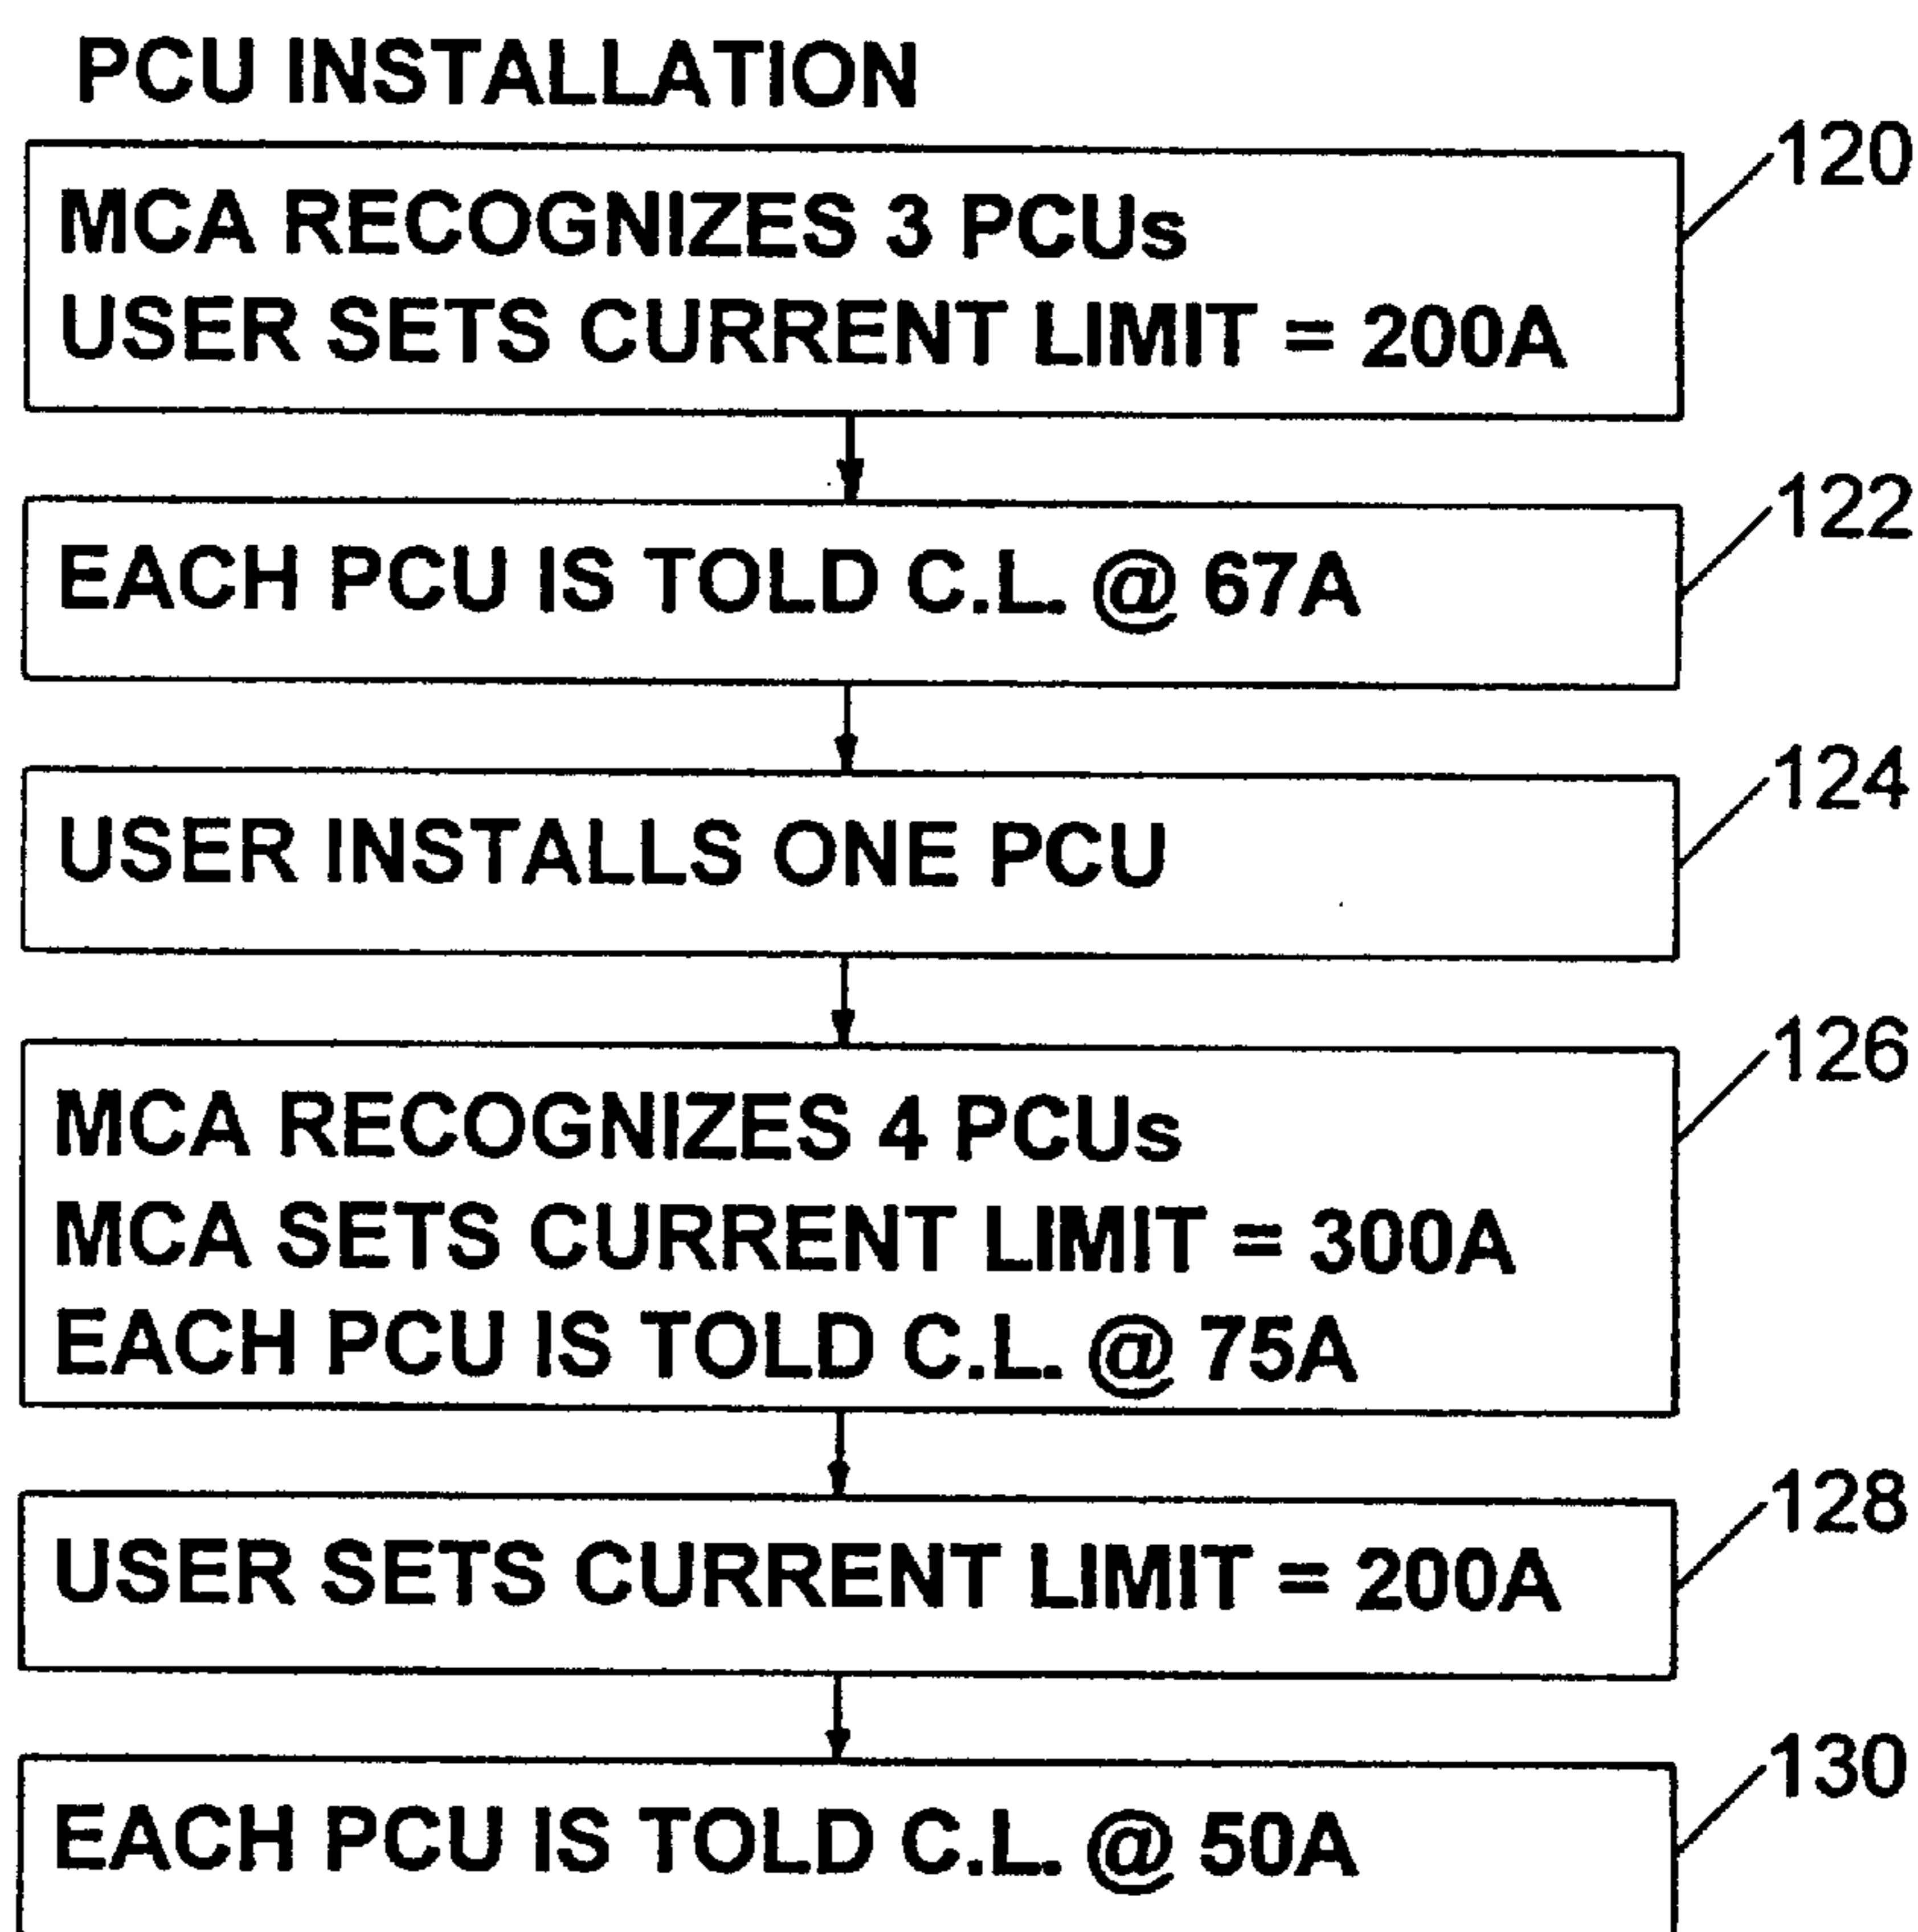 PCU INSTALLATION
120
MCA RECOGNIZES 3 PCUs
USER SETS CURRENT LIMIT = 200A
122
EACH PCU IS TOLD C.L. @ 67A
124
USER INSTALLS ONE PCU
126
MCA RECOGNIZES 4 PCUs
MCA SETS CURRENT LIMIT = 300A
EACH PCU IS TOLD C.L. @ 75A
128
USER SETS CURRENT LIMIT = 200A
130
EACH PCU IS TOLD C.L. @ 50A